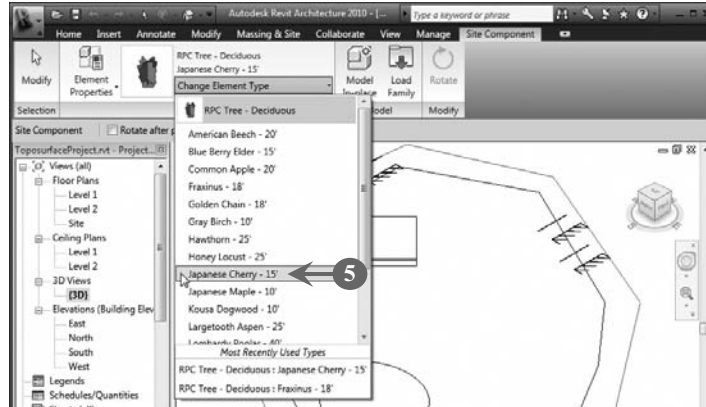 Autodesk Revit Architecture 2010 - [...
Type a keyword or phrase
Home Insert Annotate Modify Massing & Site Collaborate View Manage Site Component
Modify
Element
Properties
RPC Tree - Deciduous
Japanese Cherry - 15'
Change Element Type
Model
In-place
Load
Family
Rotate
Selection
Modify
Site Component
Rotate after
ToposurfaceProject.rvt - Project...
Views (all)
Floor Plans
Level 1
Level 2
Site
Ceiling Plans
Level 1
Level 2
3D Views
{3D}
Elevations (Building Elev
East
North
South
West
Legends
Schedules/Quantities
RPC Tree - Deciduous
American Beech - 20'
Blue Berry Elder - 15'
Common Apple - 20'
Fraxinus - 18'
Golden Chain - 18'
Gray Birch - 10'
Hawthorn - 25'
Honey Locust - 25'
Japanese Cherry - 15'
5
Japanese Maple - 10'
Kousa Dogwood - 10'
Largetooth Aspen - 25'
Lombardy Poplar - 40'
Most Recently Used Types
RPC Tree - Deciduous : Japanese Cherry - 15'
RPC Tree - Deciduous : Fraxinus - 18'